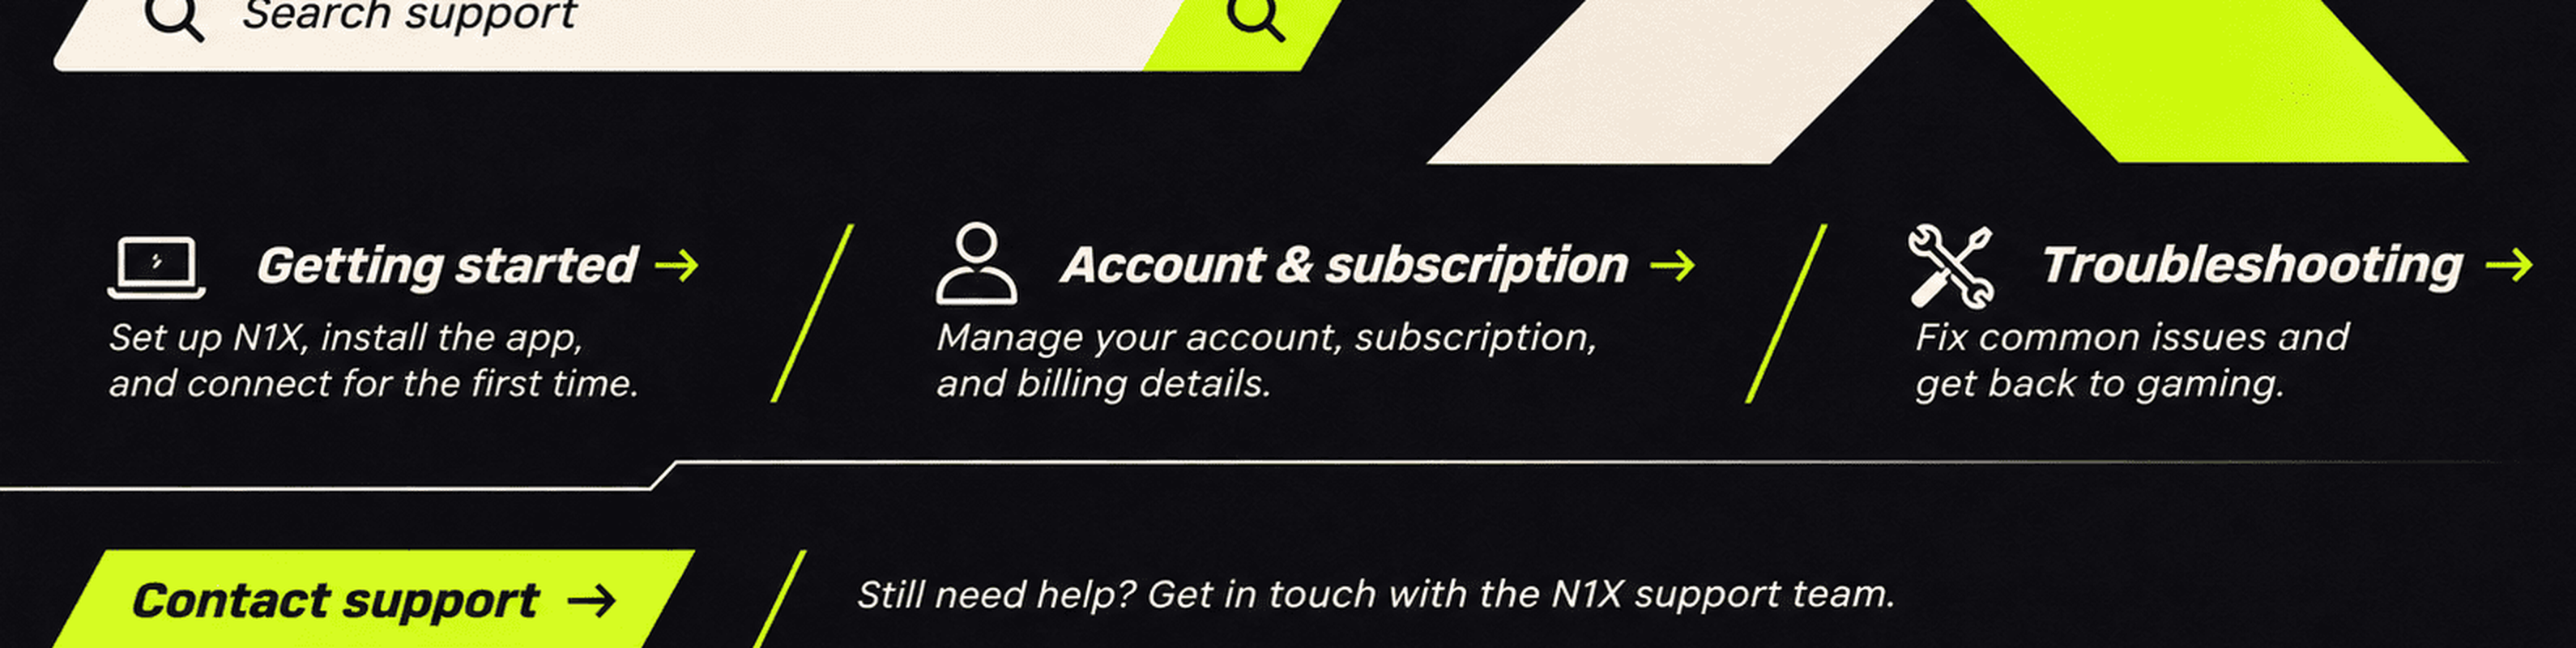 Search support
Getting started →
Set up N1X, install the app,
and connect for the first time.
Account & subscription →
Manage your account, subscription,
and billing details.
Troubleshooting →
Fix common issues and
get back to gaming.
Contact support →
Still need help? Get in touch with the N1X support team.